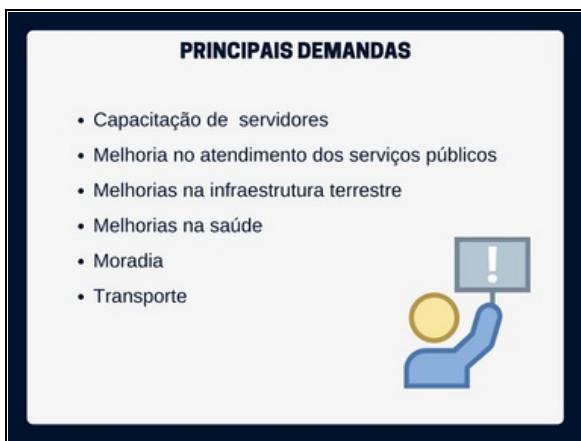 PRINCIPAIS DEMANDAS
• Capacitação de servidores
• Melhoria no atendimento dos serviços públicos
• Melhorias na infraestrutura terrestre
• Melhorias na saúde
• Moradia
• Transporte
!